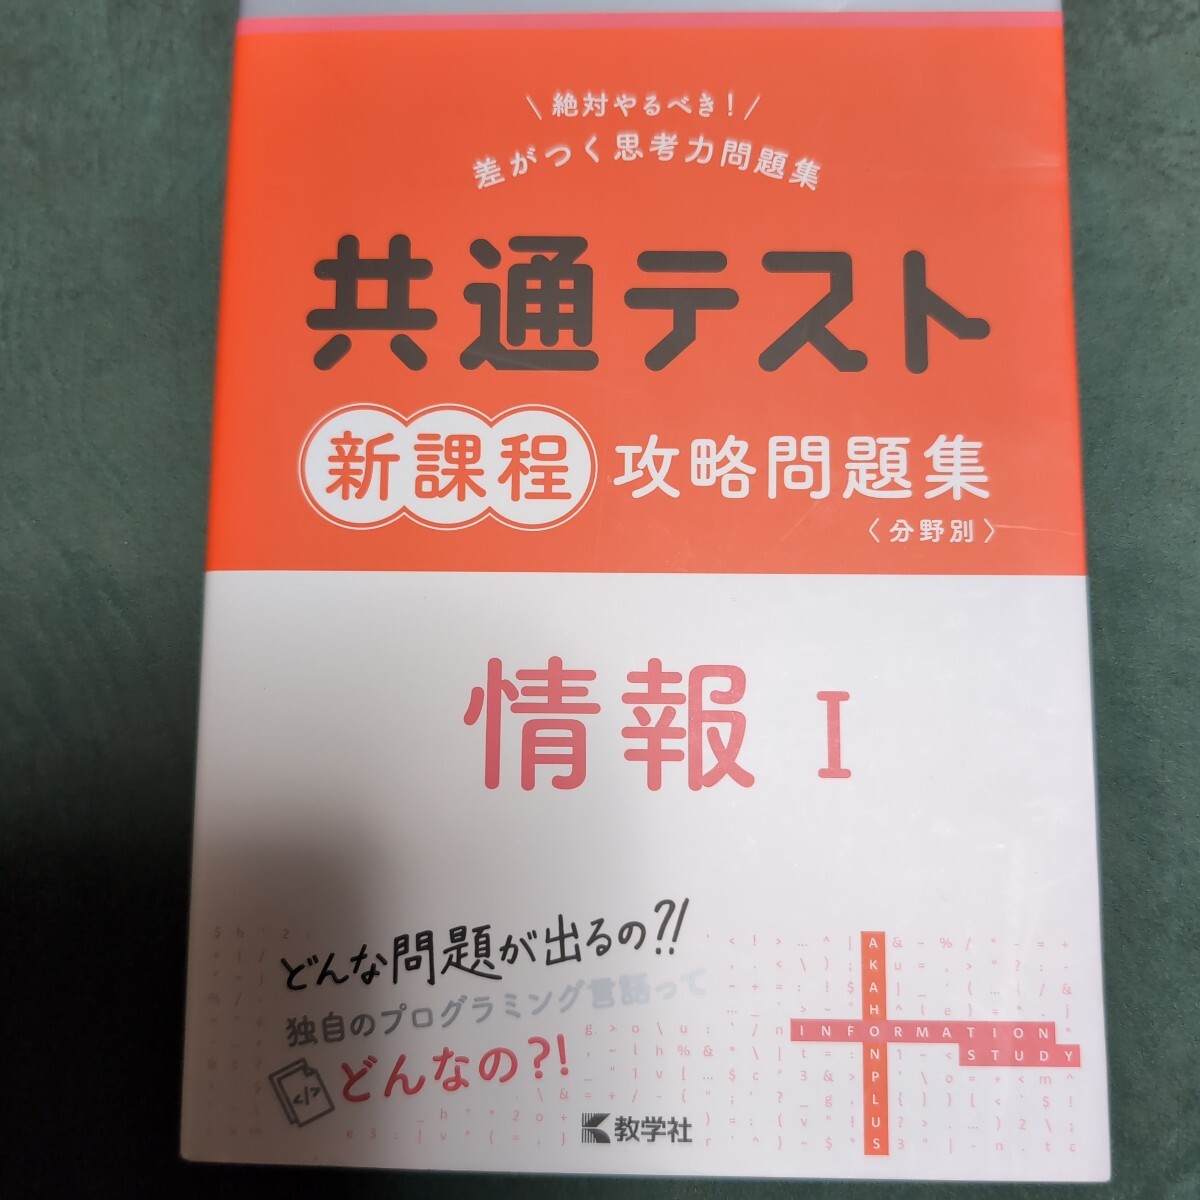 \ 絶対やるべき! /
差がつく思考力問題集
共通テスト
新課程 攻略問題集
〈分野別〉
情報 I
どんな問題が出るの?!
独自のプログラミング言語って
どんなの?!
</>
教学社
AKAHONPLUS
INFORMATION
STUDY